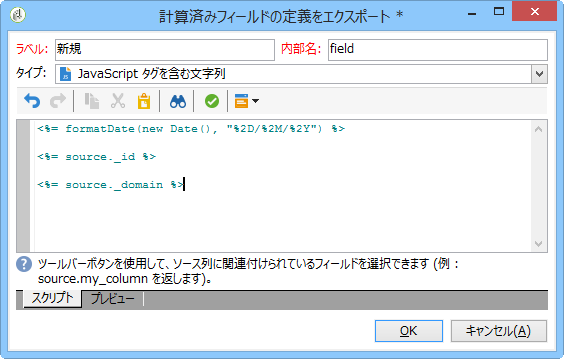 計算済みフィールドの定義をエクスポート *
ラベル: 新規 内部名: field
タイプ: JavaScript タグを含む文字列
<%= formatDate(new Date(), "%2D/%2M/%2Y") %>
<%= source._id %>
<%= source._domain %>
ツールバーボタンを使用して、ソース列に関連付けられているフィールドを選択できます (例 :
source.my_column を返します)。
スクリプト プレビュー
OK キャンセル(A)